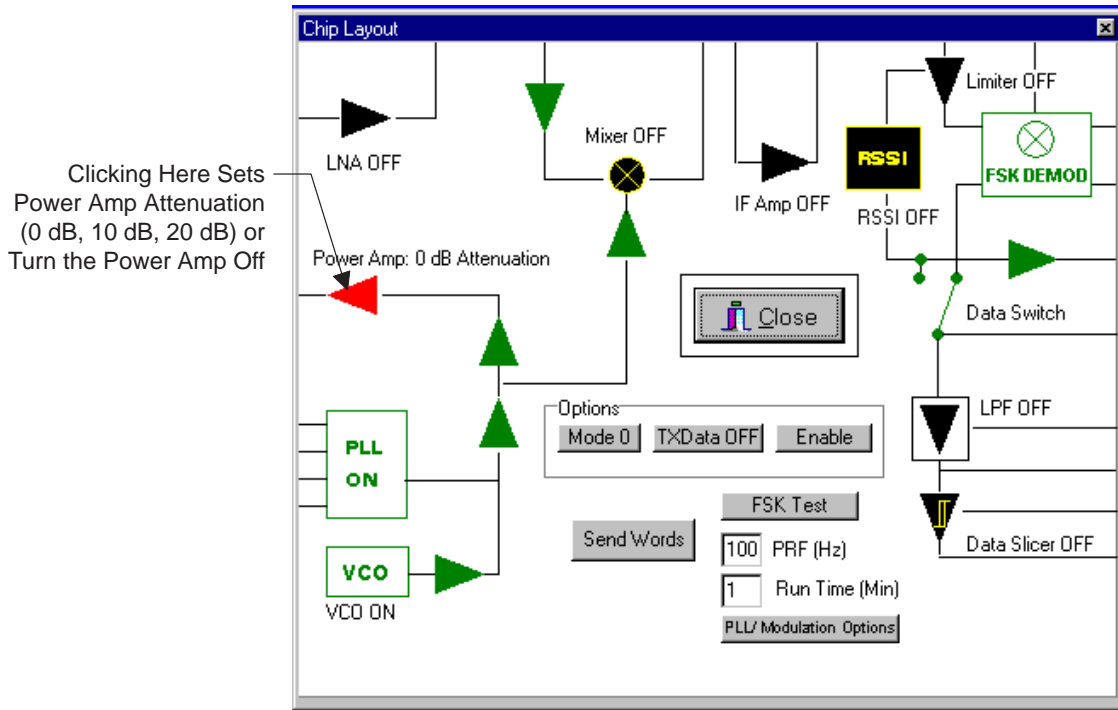 Chip Layout
Limiter OFF
Mixer OFF
RSSI
LNA OFF
FSK DEMOD
Clicking Here Sets
Power Amp Attenuation
(0 dB, 10 dB, 20 dB) or
Turn the Power Amp Off
IF Amp OFF
RSSI OFF
Power Amp: 0 dB Attenuation
Close
Data Switch
Options
Mode 0
TXData OFF
Enable
LPF OFF
PLL
ON
FSK Test
Send Words
100 PRF (Hz)
Data Slicer OFF
VCO
1 Run Time (Min)
VCO ON
PLL/ Modulation Options